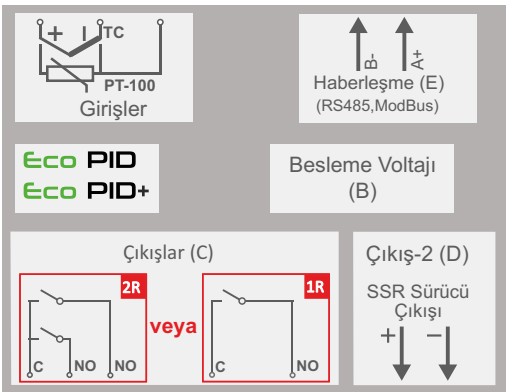 + − TC
PT-100
Girişler
B- A+
Haberleşme (E)
(RS485,ModBus)
Eco PID
Eco PID+
Besleme Voltajı
(B)
Çıkışlar (C)
2R
C NO NO
veya
1R
C NO
Çıkış-2 (D)
SSR Sürücü
Çıkışı
+ −